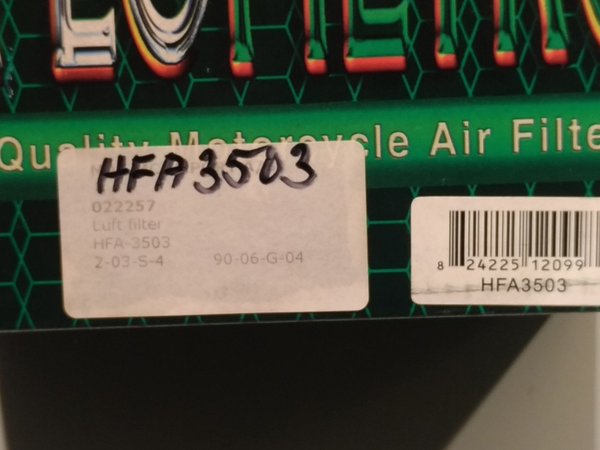 Quality Motorcycle Air Filte
HFA3503
022257
Luft filter
HFA-3503
2-03-S-4 90-06-G-04
8 24225 12099
HFA3503